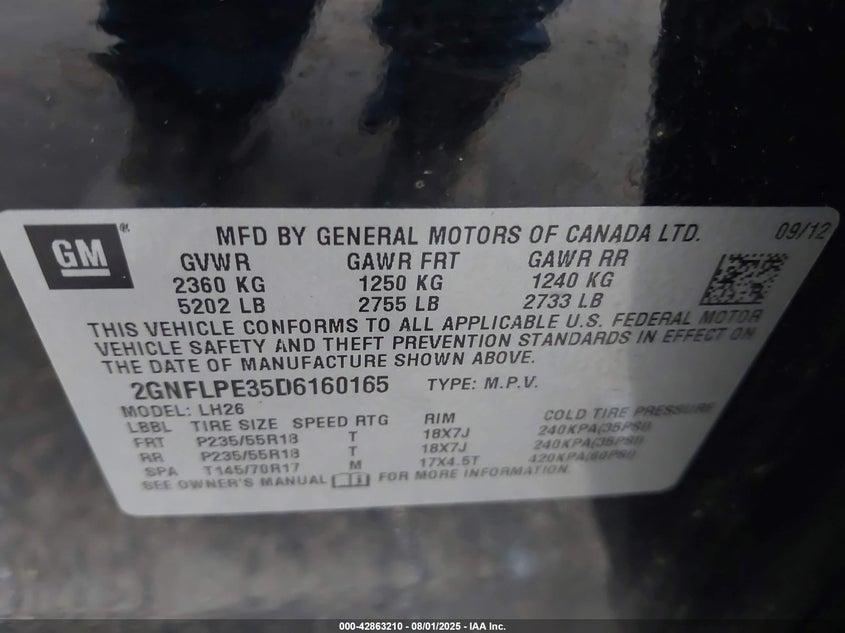 GM ®
MFD BY GENERAL MOTORS OF CANADA LTD. 09/12
GVWR GAWR FRT GAWR RR
2360 KG 1250 KG 1240 KG
5202 LB 2755 LB 2733 LB
THIS VEHICLE CONFORMS TO ALL APPLICABLE U.S. FEDERAL MOTOR
VEHICLE SAFETY AND THEFT PREVENTION STANDARDS IN EFFECT ON
THE DATE OF MANUFACTURE SHOWN ABOVE.
2GNFLPE35D6160165 TYPE: M.P.V.
MODEL: LH26
LBBL TIRE SIZE SPEED RTG RIM COLD TIRE PRESSURE
FRT P235/55R18 T 18X7J 240KPA(35PSI)
RR P235/55R18 T 18X7J 240KPA(35PSI)
SPA T145/70R17 M 17X4.5T 420KPA(60PSI)
SEE OWNER'S MANUAL FOR MORE INFORMATION.
000-42863210 - 08/01/2025 - IAA Inc.